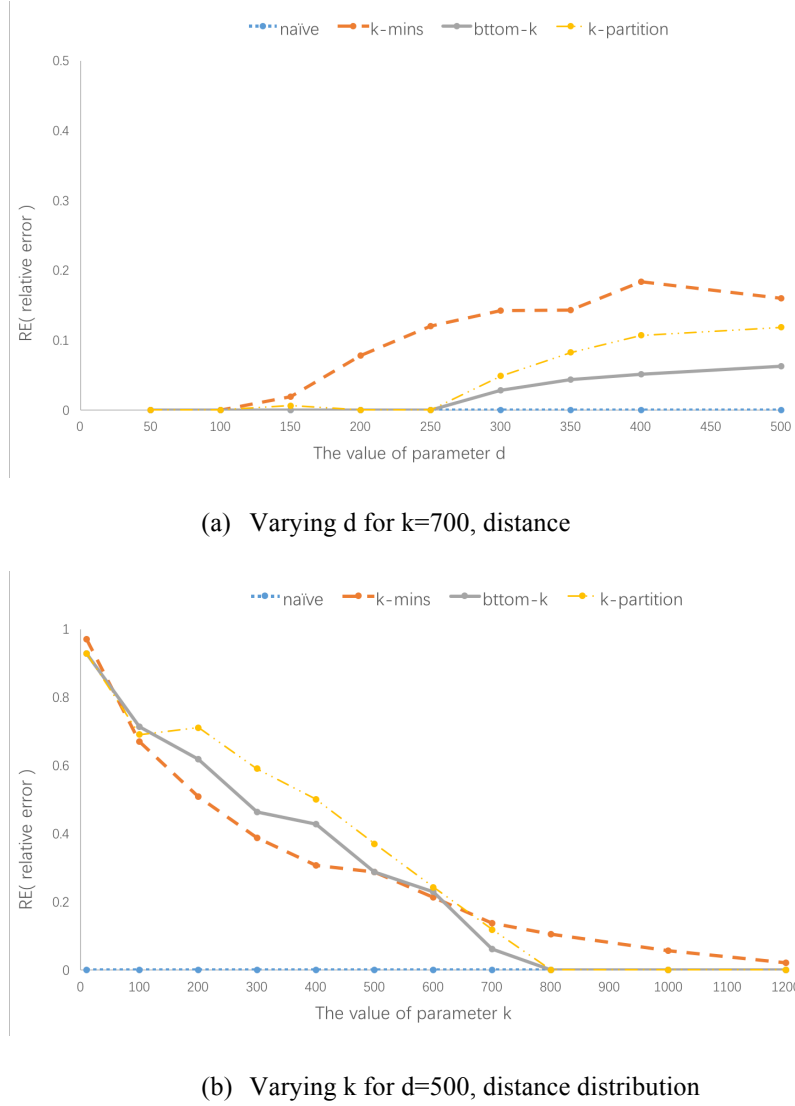 naïve k-mins bttom-k k-partition
0.5
0.4
0.3
0.2
0.1
0
RE( relative error )
0 50 100 150 200 250 300 350 400 450 500
The value of parameter d
(a) Varying d for k=700, distance
naïve k-mins bttom-k k-partition
1
0.8
0.6
0.4
0.2
0
RE( relative error )
0 100 200 300 400 500 600 700 800 900 1000 1100 1200
The value of parameter k
(b) Varying k for d=500, distance distribution